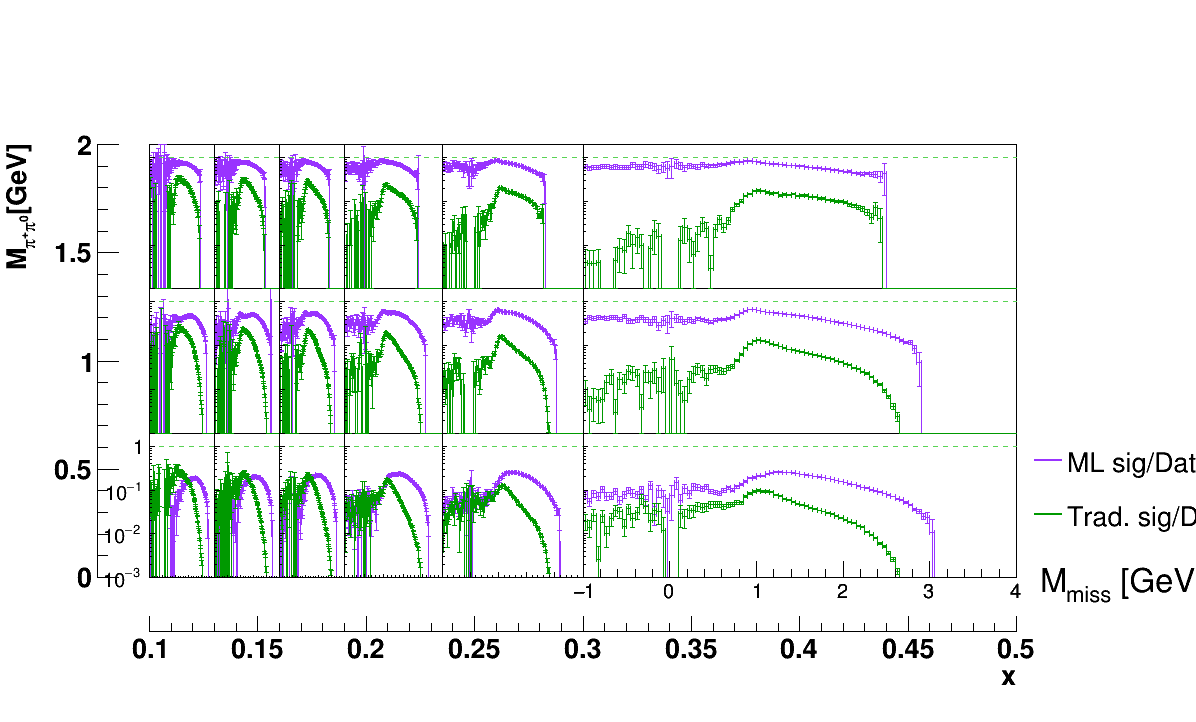 M_{π⁺π⁰}[GeV]
2
1.5
1
0.5
0
1
10⁻¹
10⁻²
10⁻³
−1 0 1 2 3 4
0.1 0.15 0.2 0.25 0.3 0.35 0.4 0.45 0.5
x
ML sig/Dat
Trad. sig/D
M_{miss} [GeV